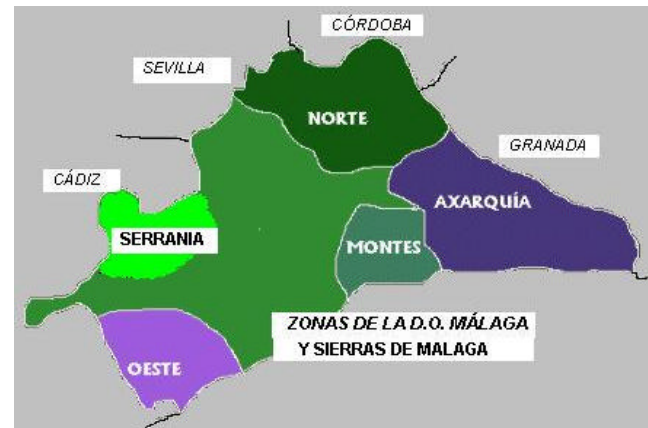 CÓRDOBA
SEVILLA
NORTE
GRANADA
CÁDIZ
AXARQUÍA
SERRANIA
MONTES
ZONAS DE LA D.O. MÁLAGA
Y SIERRAS DE MALAGA
OESTE